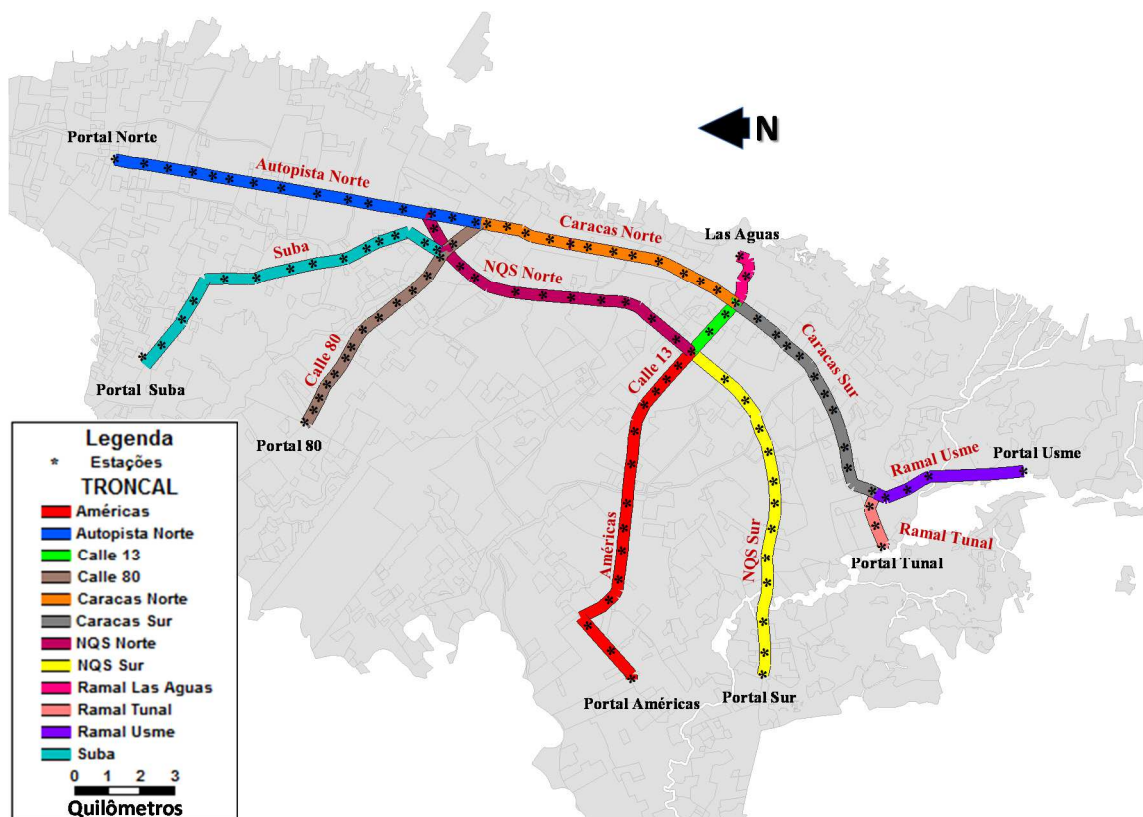 N
Portal Norte
Autopista Norte
Caracas Norte
Las Aguas
Suba
NQS Norte
Calle 80
Calle 13
Caracas Sur
Portal Suba
Portal 80
Ramal Usme
Portal Usme
Américas
NQS Sur
Ramal Tunal
Portal Tunal
Portal Américas
Portal Sur
Legenda
* Estações
TRONCAL
Américas
Autopista Norte
Calle 13
Calle 80
Caracas Norte
Caracas Sur
NQS Norte
NQS Sur
Ramal Las Aguas
Ramal Tunal
Ramal Usme
Suba
0 1 2 3
Quilômetros